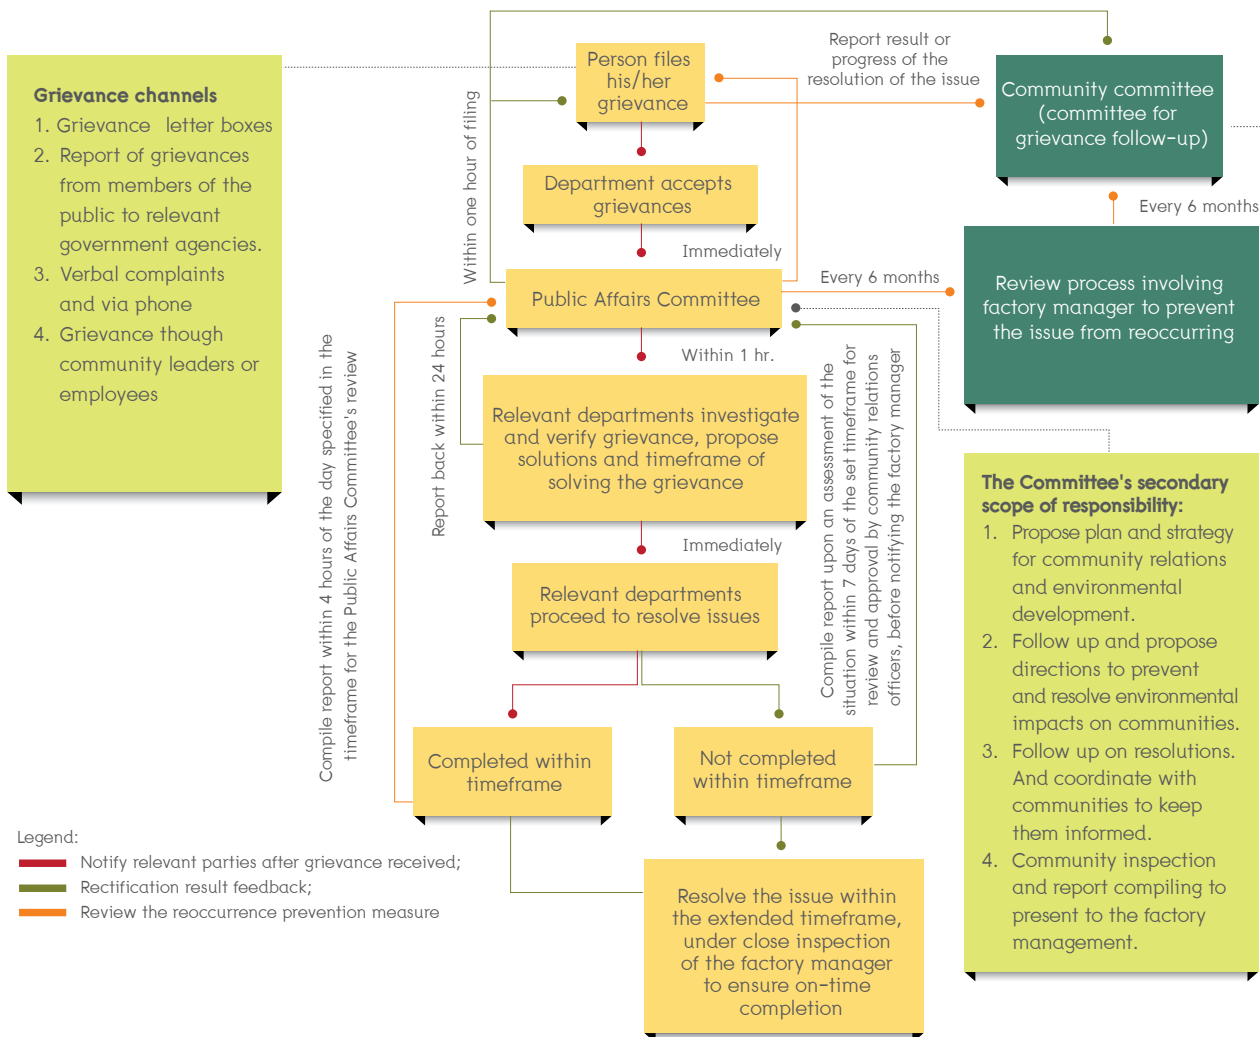 Grievance channels
1. Grievance letter boxes
2. Report of grievances
from members of the
public to relevant
government agencies.
3. Verbal complaints
and via phone
4. Grievance though
community leaders or
employees
Person files
his/her
grievance
Report result or
progress of the
resolution of the issue
Community committee
(committee for
grievance follow-up)
Within one hour of filing
Department accepts
grievances
Immediately
Every 6 months
Public Affairs Committee
Every 6 months
Review process involving
factory manager to prevent
the issue from reoccurring
Within 1 hr.
Report back within 24 hours
Compile report within 4 hours of the day specified in the
timeframe for the Public Affairs Committee's review
Relevant departments investigate
and verify grievance, propose
solutions and timeframe of
solving the grievance
Compile report upon an assessment of the
situation within 7 days of the set timeframe for
review and approval by community relations
officers, before notifying the factory manager
Immediately
Relevant departments
proceed to resolve issues
Completed within
timeframe
Not completed
within timeframe
Resolve the issue within
the extended timeframe,
under close inspection
of the factory manager
to ensure on-time
completion
The Committee's secondary
scope of responsibility:
1. Propose plan and strategy
for community relations
and environmental
development.
2. Follow up and propose
directions to prevent
and resolve environmental
impacts on communities.
3. Follow up on resolutions.
And coordinate with
communities to keep
them informed.
4. Community inspection
and report compiling to
present to the factory
management.
Legend:
Notify relevant parties after grievance received;
Rectification result feedback;
Review the reoccurrence prevention measure